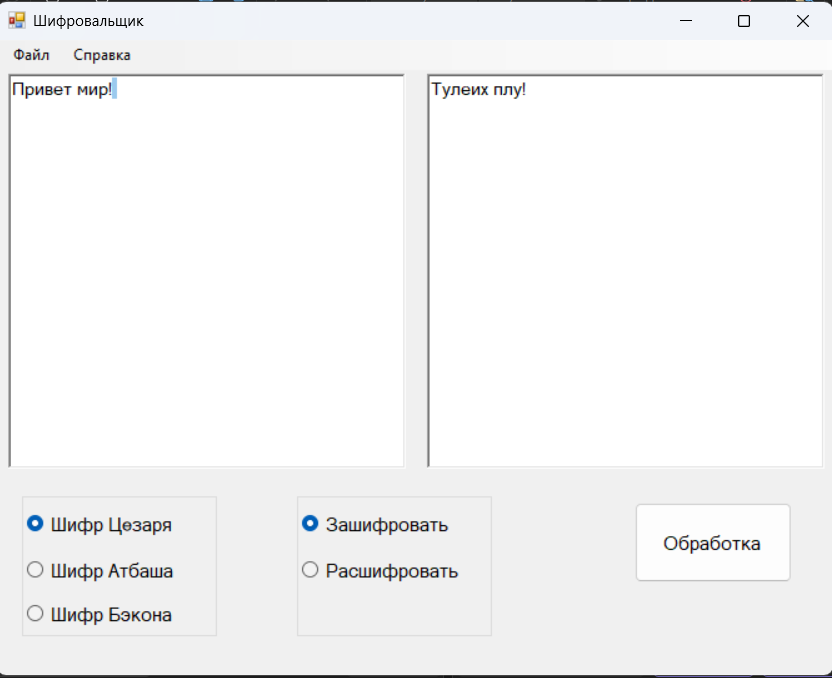 Шифровальщик
Файл Справка
Привет мир!
Тулеих плу!
Шифр Цезаря
Шифр Атбаша
Шифр Бэкона
Зашифровать
Расшифровать
Обработка